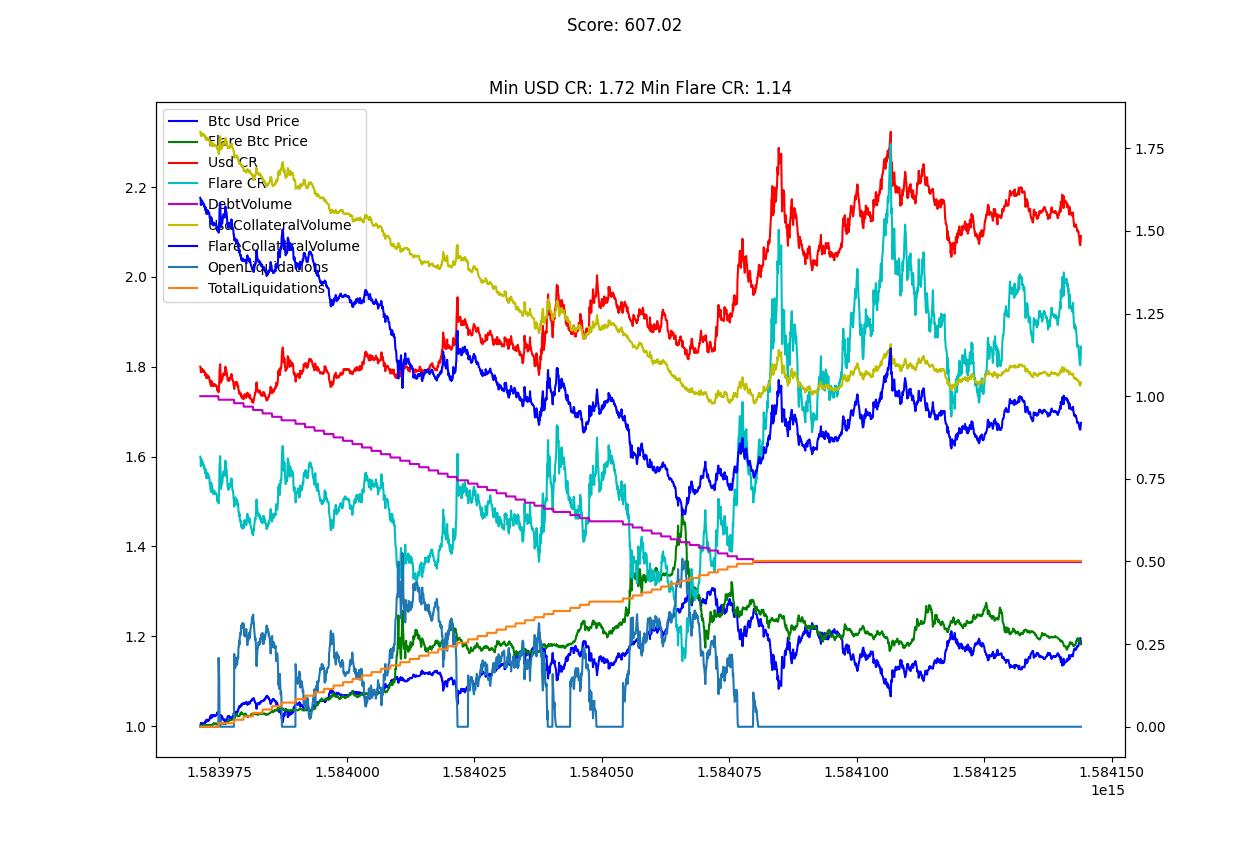 Score: 607.02
Min USD CR: 1.72 Min Flare CR: 1.14
Btc Usd Price
Flare Btc Price
Usd CR
Flare CR
DebtVolume
UsdCollateralVolume
FlareCollateralVolume
OpenLiquidations
TotalLiquidations
2.2
2.0
1.8
1.6
1.4
1.2
1.0
1.75
1.50
1.25
1.00
0.75
0.50
0.25
0.00
1.583975 1.584000 1.584025 1.584050 1.584075 1.584100 1.584125 1.584150
1e15